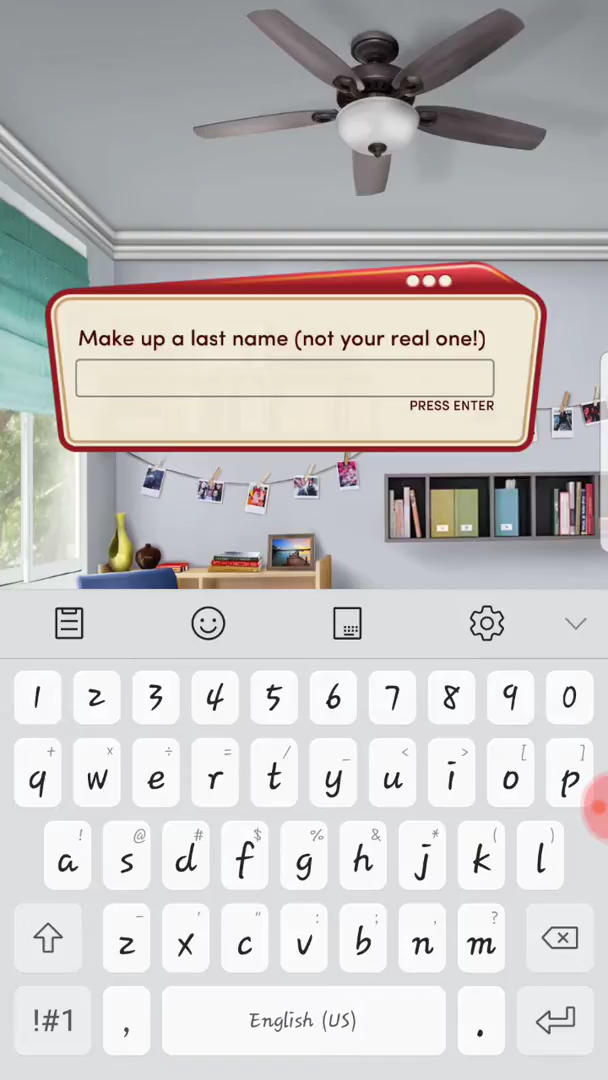 Make up a last name (not your real one!)
PRESS ENTER
1 2 3 4 5 6 7 8 9 0
+ × ÷ = / _ < > [ ]
q w e r t y u i o p
! @ # $ % & * ( )
a s d f g h j k l
- ' " : ; , ?
z x c v b n m
!#1 , English (US) .